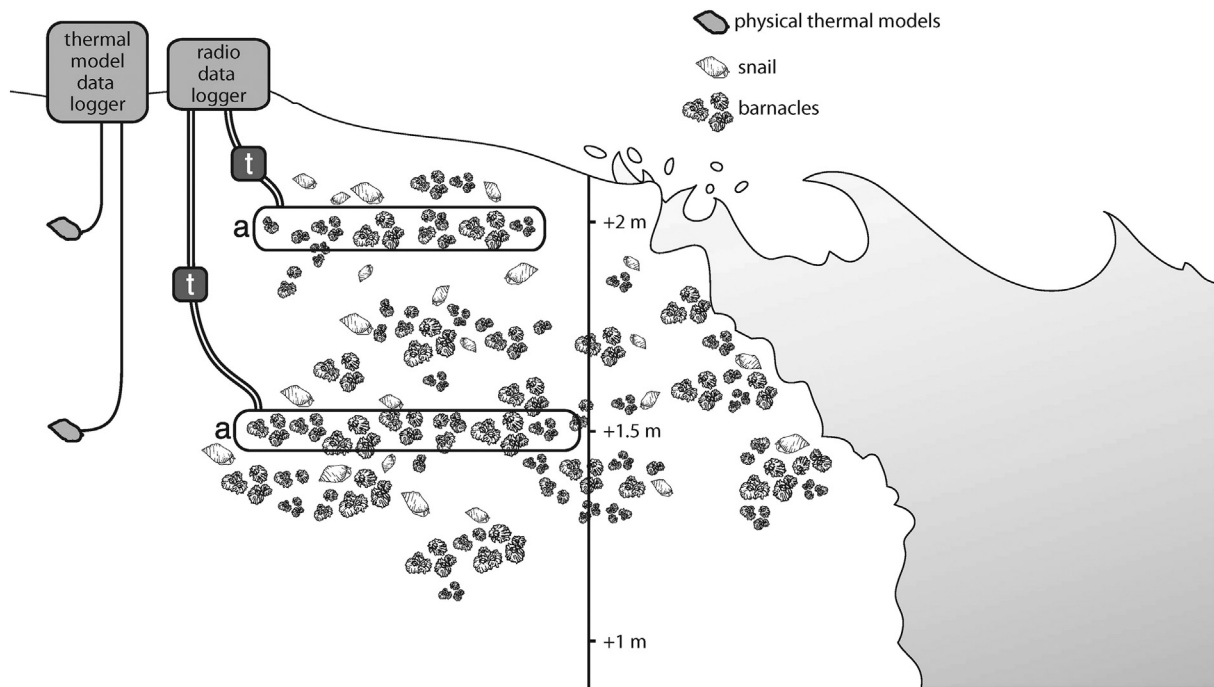 thermal
model
data
logger
radio
data
logger
physical thermal models
snail
barnacles
t
a
+2 m
t
a
+1.5 m
+1 m